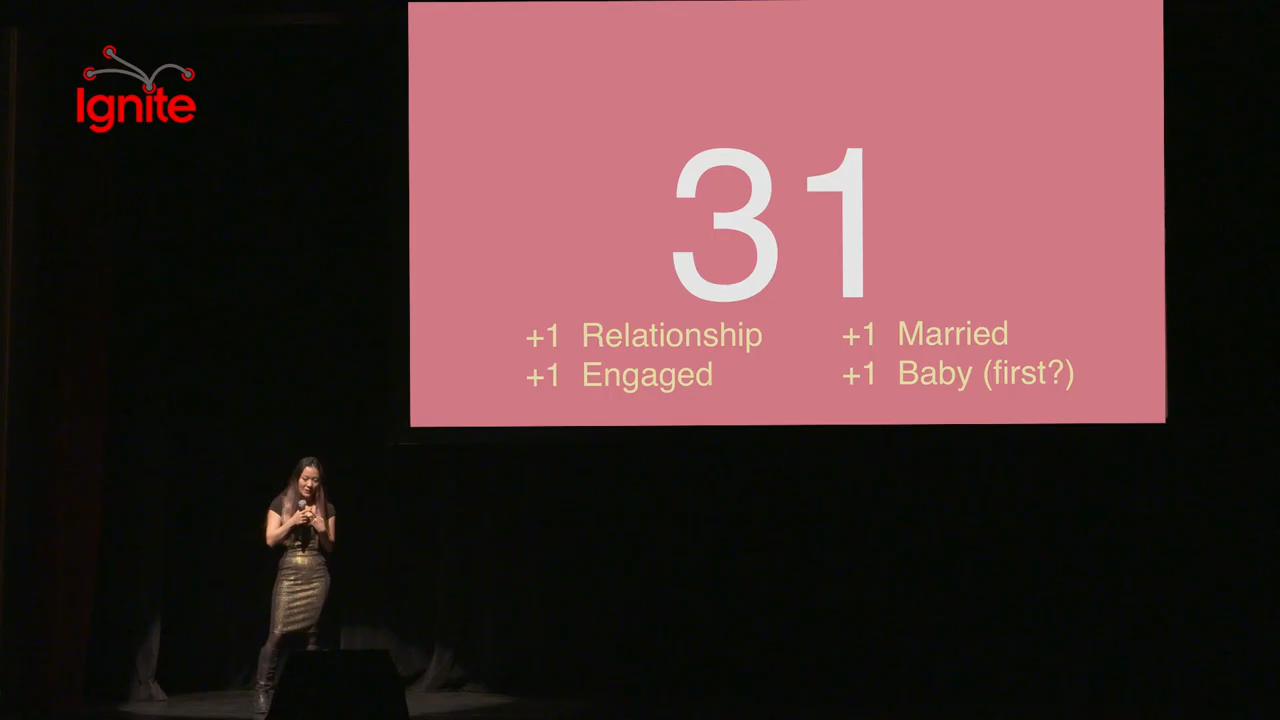 Ignite
31
+1 Relationship
+1 Engaged
+1 Married
+1 Baby (first?)